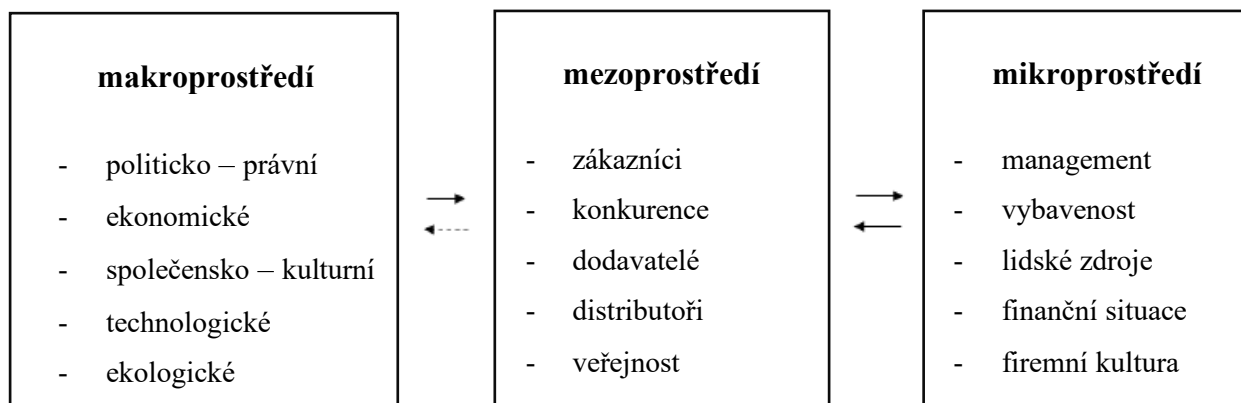 makroprostředí
- politicko – právní
- ekonomické
- společensko – kulturní
- technologické
- ekologické
mezoprostředí
- zákazníci
- konkurence
- dodavatelé
- distributoři
- veřejnost
mikroprostředí
- management
- vybavenost
- lidské zdroje
- finanční situace
- firemní kultura